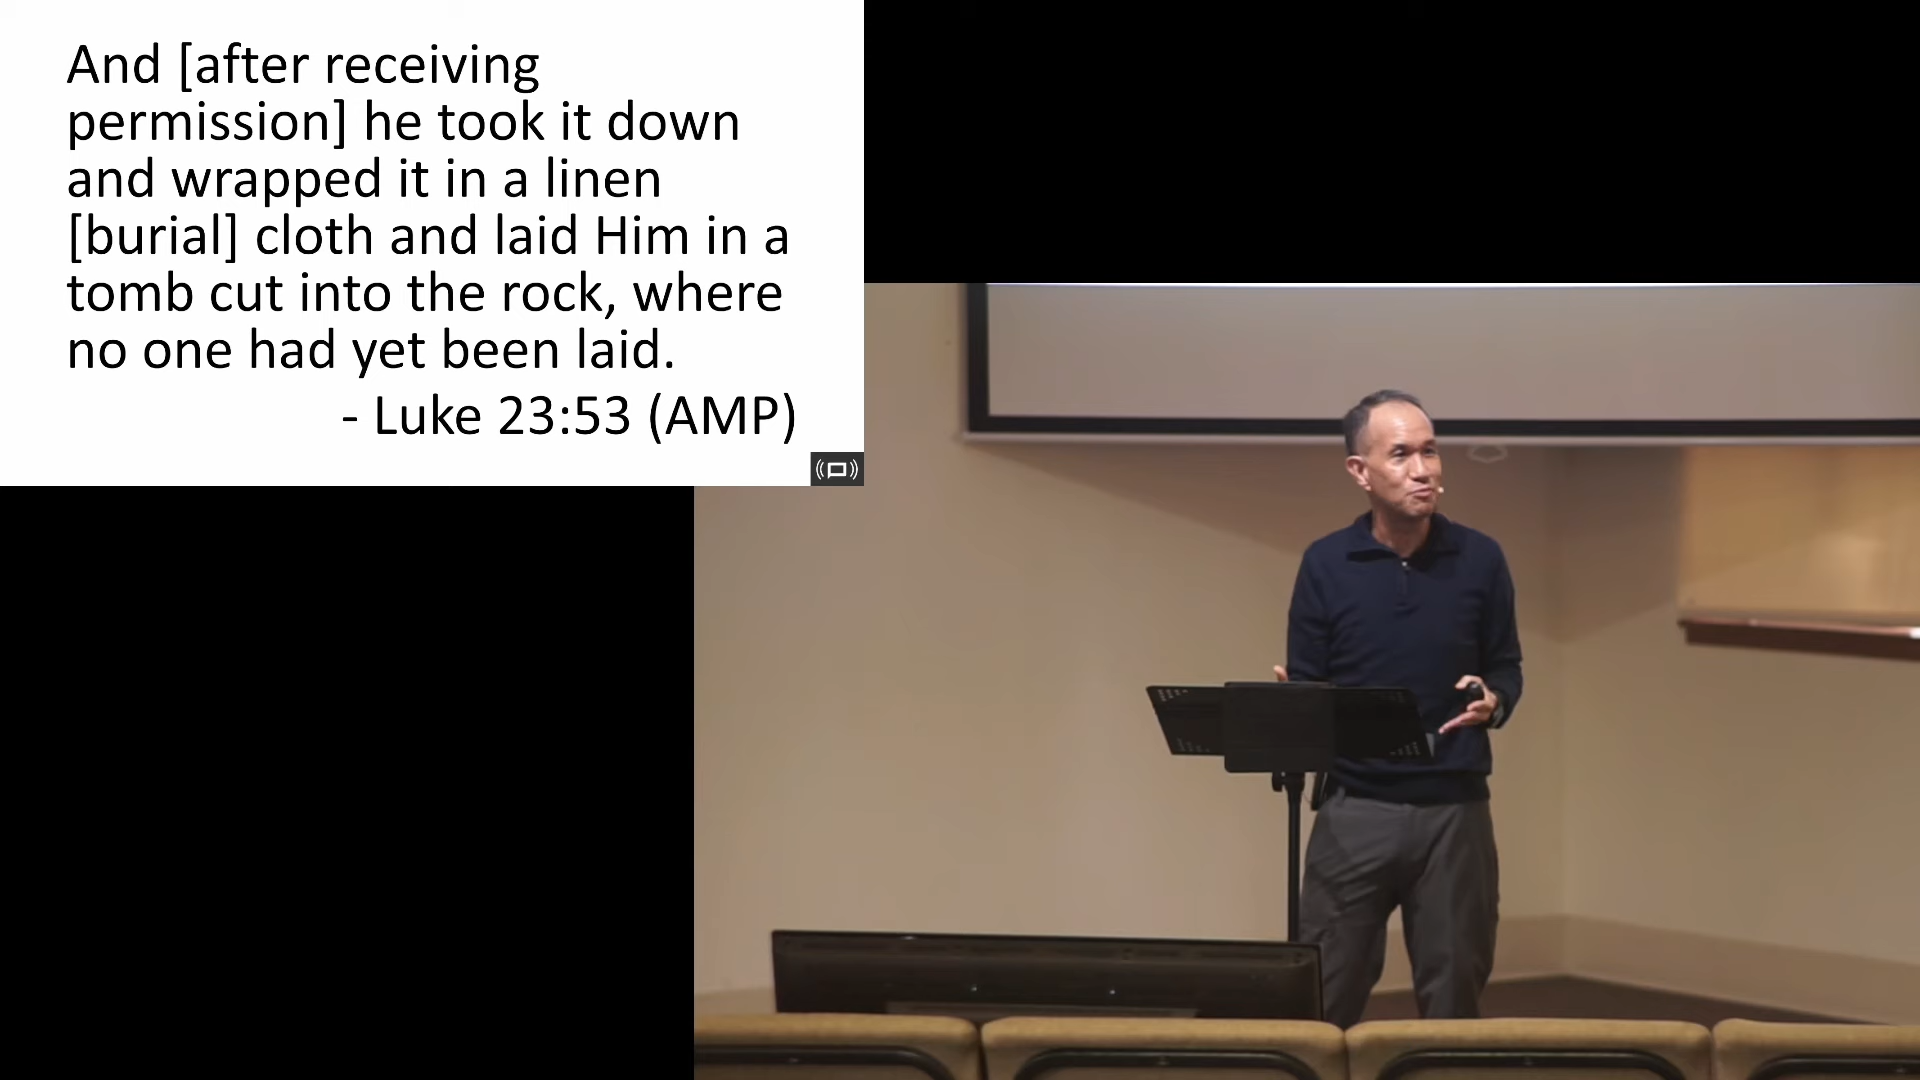 And [after receiving
permission] he took it down
and wrapped it in a linen
[burial] cloth and laid Him in a
tomb cut into the rock, where
no one had yet been laid.
- Luke 23:53 (AMP)